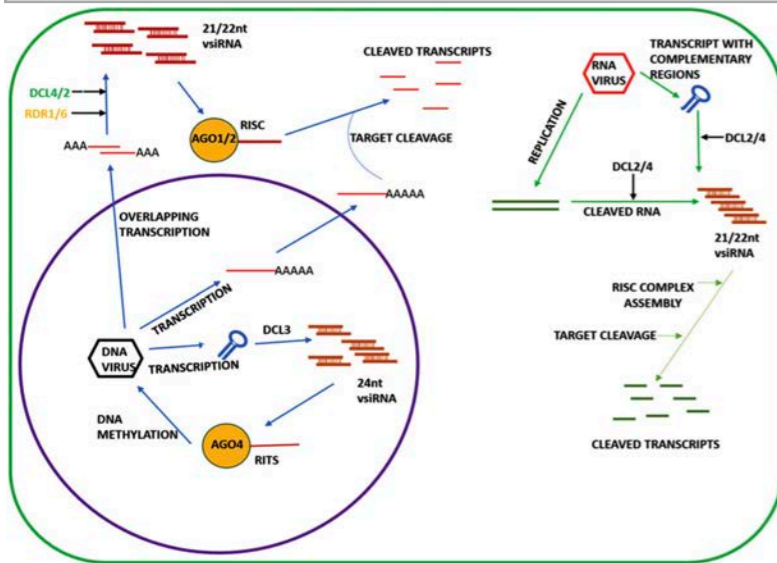 21/22nt
vsiRNA
DCL4/2
RDR1/6
AAA
AAA
AGO1/2
RISC
CLEAVED TRANSCRIPTS
TARGET CLEAVAGE
AAAAA
OVERLAPPING
TRANSCRIPTION
AAAAA
TRANSCRIPTION
DNA
VIRUS
TRANSCRIPTION
DCL3
24nt
vsiRNA
DNA
METHYLATION
AGO4
RITS
RNA
VIRUS
TRANSCRIPT WITH
COMPLEMENTARY
REGIONS
REPLICATION
DCL2/4
DCL2/4
CLEAVED RNA
21/22nt
vsiRNA
RISC COMPLEX
ASSEMBLY
TARGET CLEAVAGE
CLEAVED TRANSCRIPTS